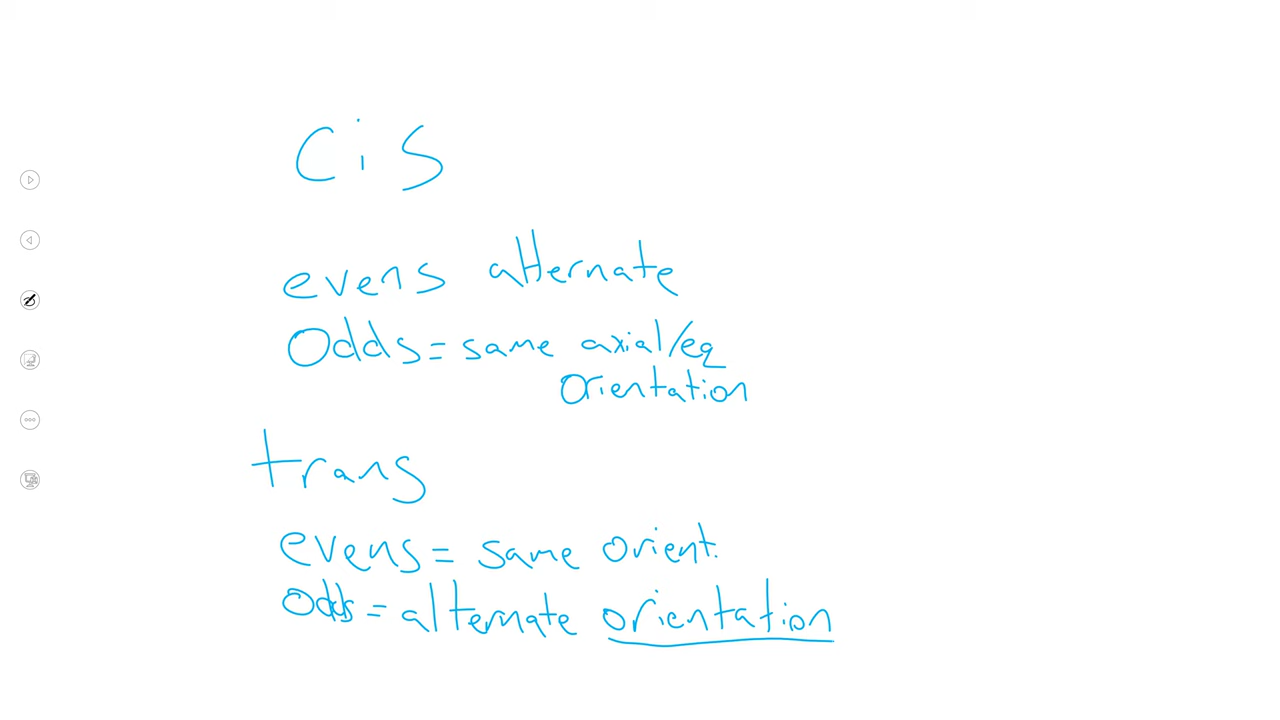 Cis
evens alternate
Odds = same axial/eq
Orientation
trans
evens = same orient.
Odds = alternate orientation